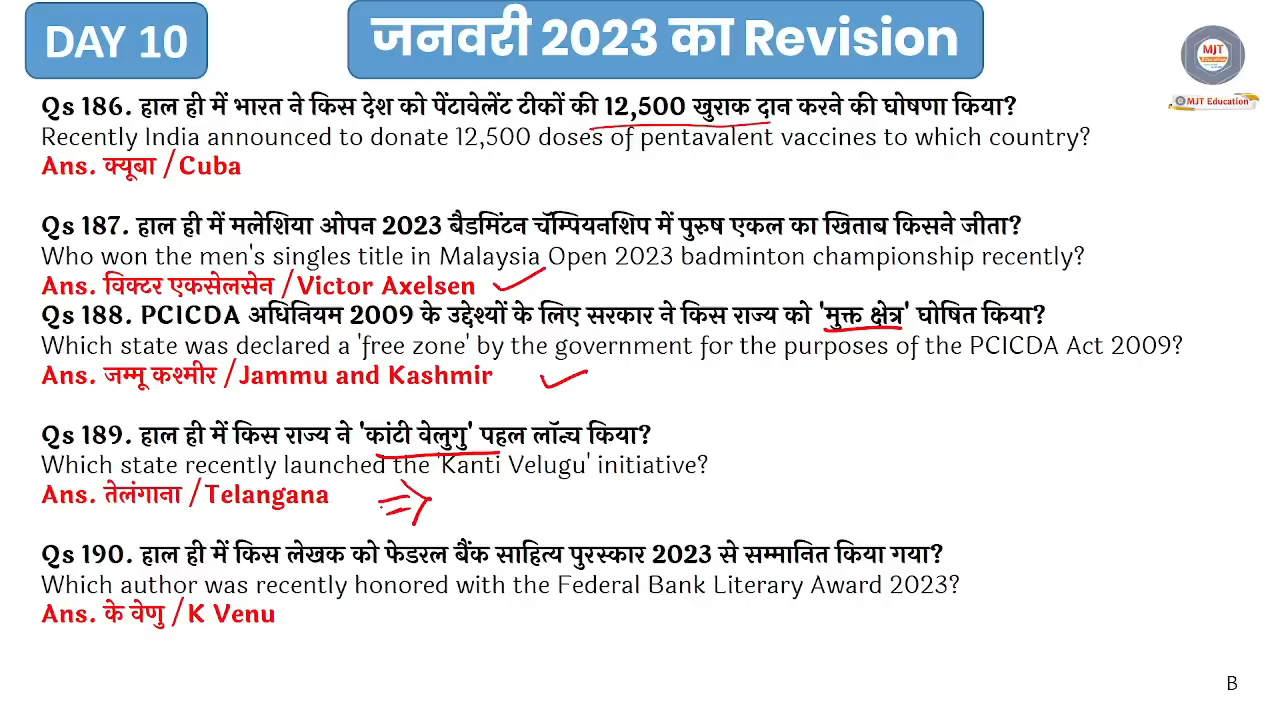 DAY 10
जनवरी 2023 का Revision
MJT
Education
MJT Education
Qs 186. हाल ही में भारत ने किस देश को पेंटावेलेंट टीकों की 12,500 खुराक दान करने की घोषणा किया?
Recently India announced to donate 12,500 doses of pentavalent vaccines to which country?
Ans. क्यूबा / Cuba
Qs 187. हाल ही में मलेशिया ओपन 2023 बैडमिंटन चॅम्पियनशिप में पुरुष एकल का खिताब किसने जीता?
Who won the men's singles title in Malaysia Open 2023 badminton championship recently?
Ans. विक्टर एकसेलसेन / Victor Axelsen
Qs 188. PCICDA अधिनियम 2009 के उद्देश्यों के लिए सरकार ने किस राज्य को 'मुक्त क्षेत्र' घोषित किया?
Which state was declared a 'free zone' by the government for the purposes of the PCICDA Act 2009?
Ans. जम्मू कश्मीर / Jammu and Kashmir
Qs 189. हाल ही में किस राज्य ने 'कांटी वेलुगु' पहल लॉन्च किया?
Which state recently launched the 'Kanti Velugu' initiative?
Ans. तेलंगाना / Telangana
Qs 190. हाल ही में किस लेखक को फेडरल बैंक साहित्य पुरस्कार 2023 से सम्मानित किया गया?
Which author was recently honored with the Federal Bank Literary Award 2023?
Ans. के वेणु / K Venu
B